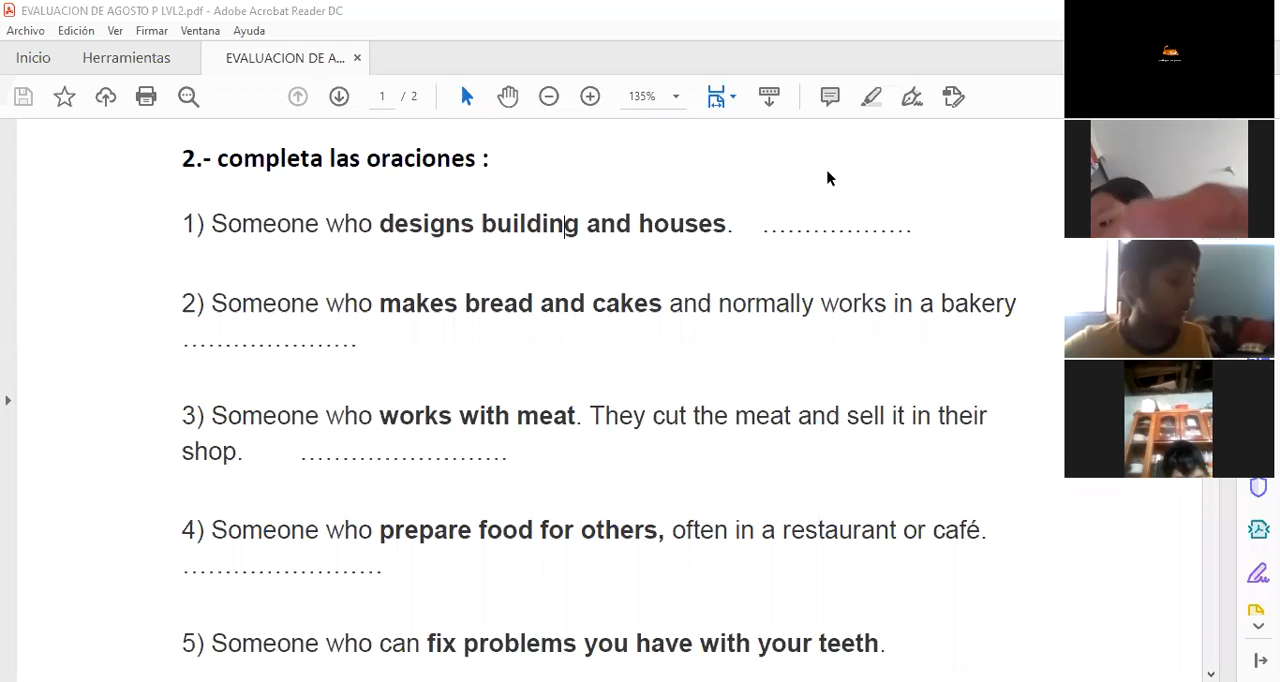 EVALUACION DE AGOSTO P LVL2.pdf - Adobe Acrobat Reader DC
Archivo Edición Ver Firmar Ventana Ayuda
Inicio Herramientas EVALUACION DE A... ×
1 / 2 135%
2.- completa las oraciones :
1) Someone who designs building and houses. ..................
2) Someone who makes bread and cakes and normally works in a bakery
.....................
3) Someone who works with meat. They cut the meat and sell it in their
shop. .........................
4) Someone who prepare food for others, often in a restaurant or café.
........................
5) Someone who can fix problems you have with your teeth.